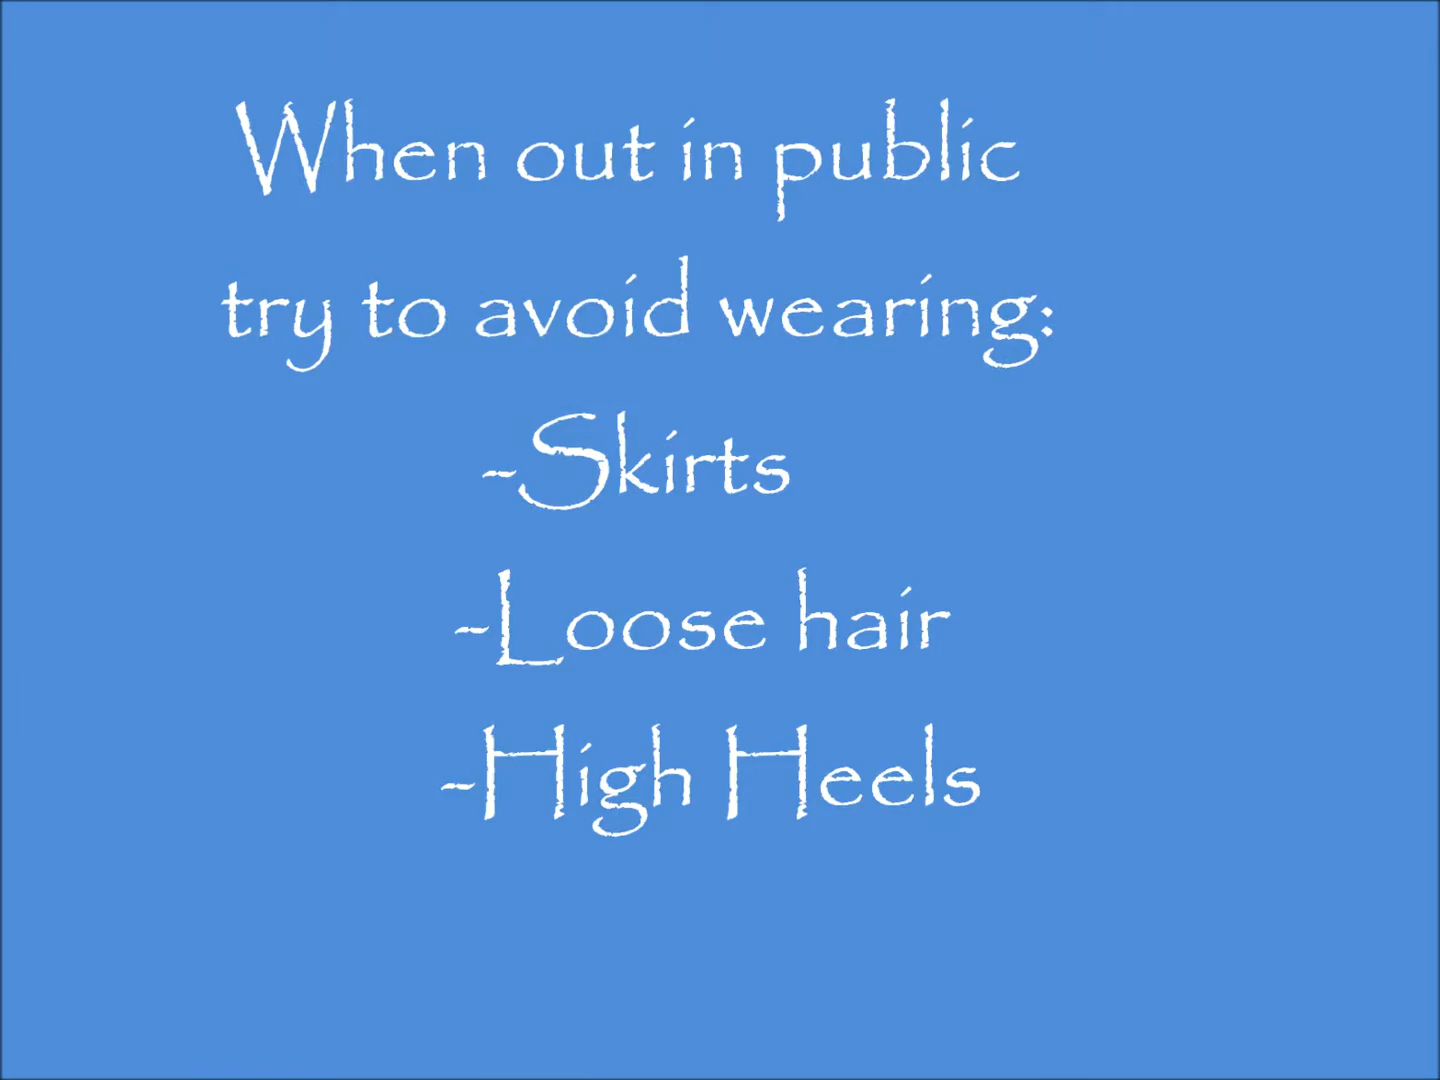 When out in public
try to avoid wearing:
-Skirts
-Loose hair
-High Heels